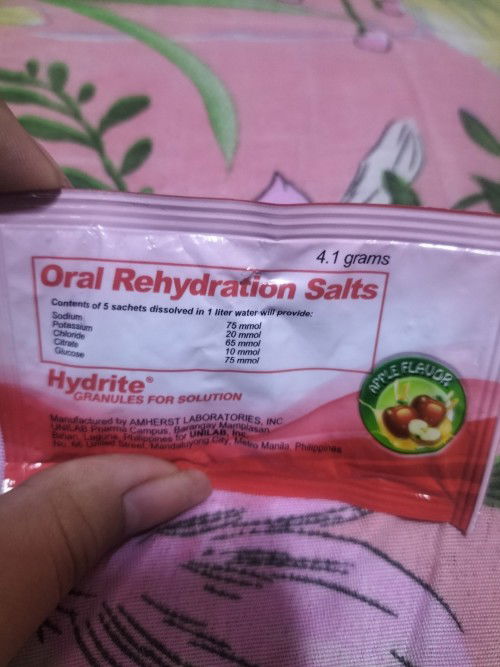 4.1 grams
Oral Rehydration Salts
Contents of 5 sachets dissolved in 1 liter water will provide:
Sodium 75 mmol
Potassium 20 mmol
Chloride 65 mmol
Citrate 10 mmol
Glucose 75 mmol
Hydrite®
GRANULES FOR SOLUTION
APPLE FLAVOR
Manufactured by AMHERST LABORATORIES, INC
UNILAB Pharma Campus, Barangay Mamplasan
Biñan, Laguna, Philippines for UNILAB, Inc.
No. 66 United Street, Mandaluyong City, Metro Manila, Philippines